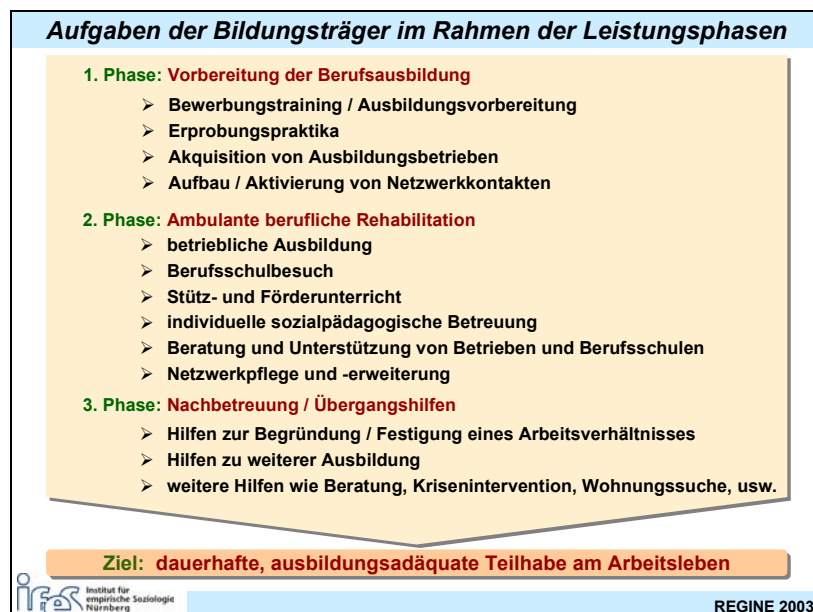 Aufgaben der Bildungsträger im Rahmen der Leistungsphasen
1. Phase: Vorbereitung der Berufsausbildung
➢ Bewerbungstraining / Ausbildungsvorbereitung
➢ Erprobungspraktika
➢ Akquisition von Ausbildungsbetrieben
➢ Aufbau / Aktivierung von Netzwerkkontakten
2. Phase: Ambulante berufliche Rehabilitation
➢ betriebliche Ausbildung
➢ Berufsschulbesuch
➢ Stütz- und Förderunterricht
➢ individuelle sozialpädagogische Betreuung
➢ Beratung und Unterstützung von Betrieben und Berufsschulen
➢ Netzwerkpflege und -erweiterung
3. Phase: Nachbetreuung / Übergangshilfen
➢ Hilfen zur Begründung / Festigung eines Arbeitsverhältnisses
➢ Hilfen zu weiterer Ausbildung
➢ weitere Hilfen wie Beratung, Krisenintervention, Wohnungssuche, usw.
Ziel: dauerhafte, ausbildungsadäquate Teilhabe am Arbeitsleben
ifes
Institut für
empirische Soziologie
Nürnberg
REGINE 2003